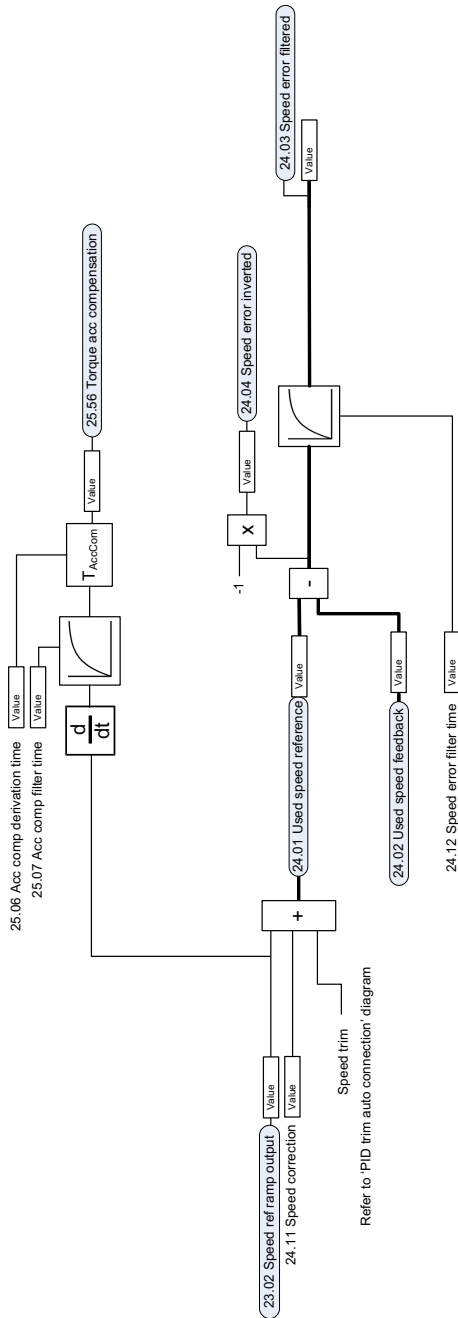 25.06 Acc comp derivation time
Value
25.07 Acc comp filter time
Value
d
dt
TAccCom
Value
25.56 Torque acc compensation
23.02 Speed ref ramp output
Value
24.11 Speed correction
Value
Speed trim
Refer to ‘PID trim auto connection’ diagram
+
24.01 Used speed reference
Value
24.02 Used speed feedback
Value
-
-1
X
Value
24.04 Speed error inverted
24.12 Speed error filter time
Value
Value
24.03 Speed error filtered